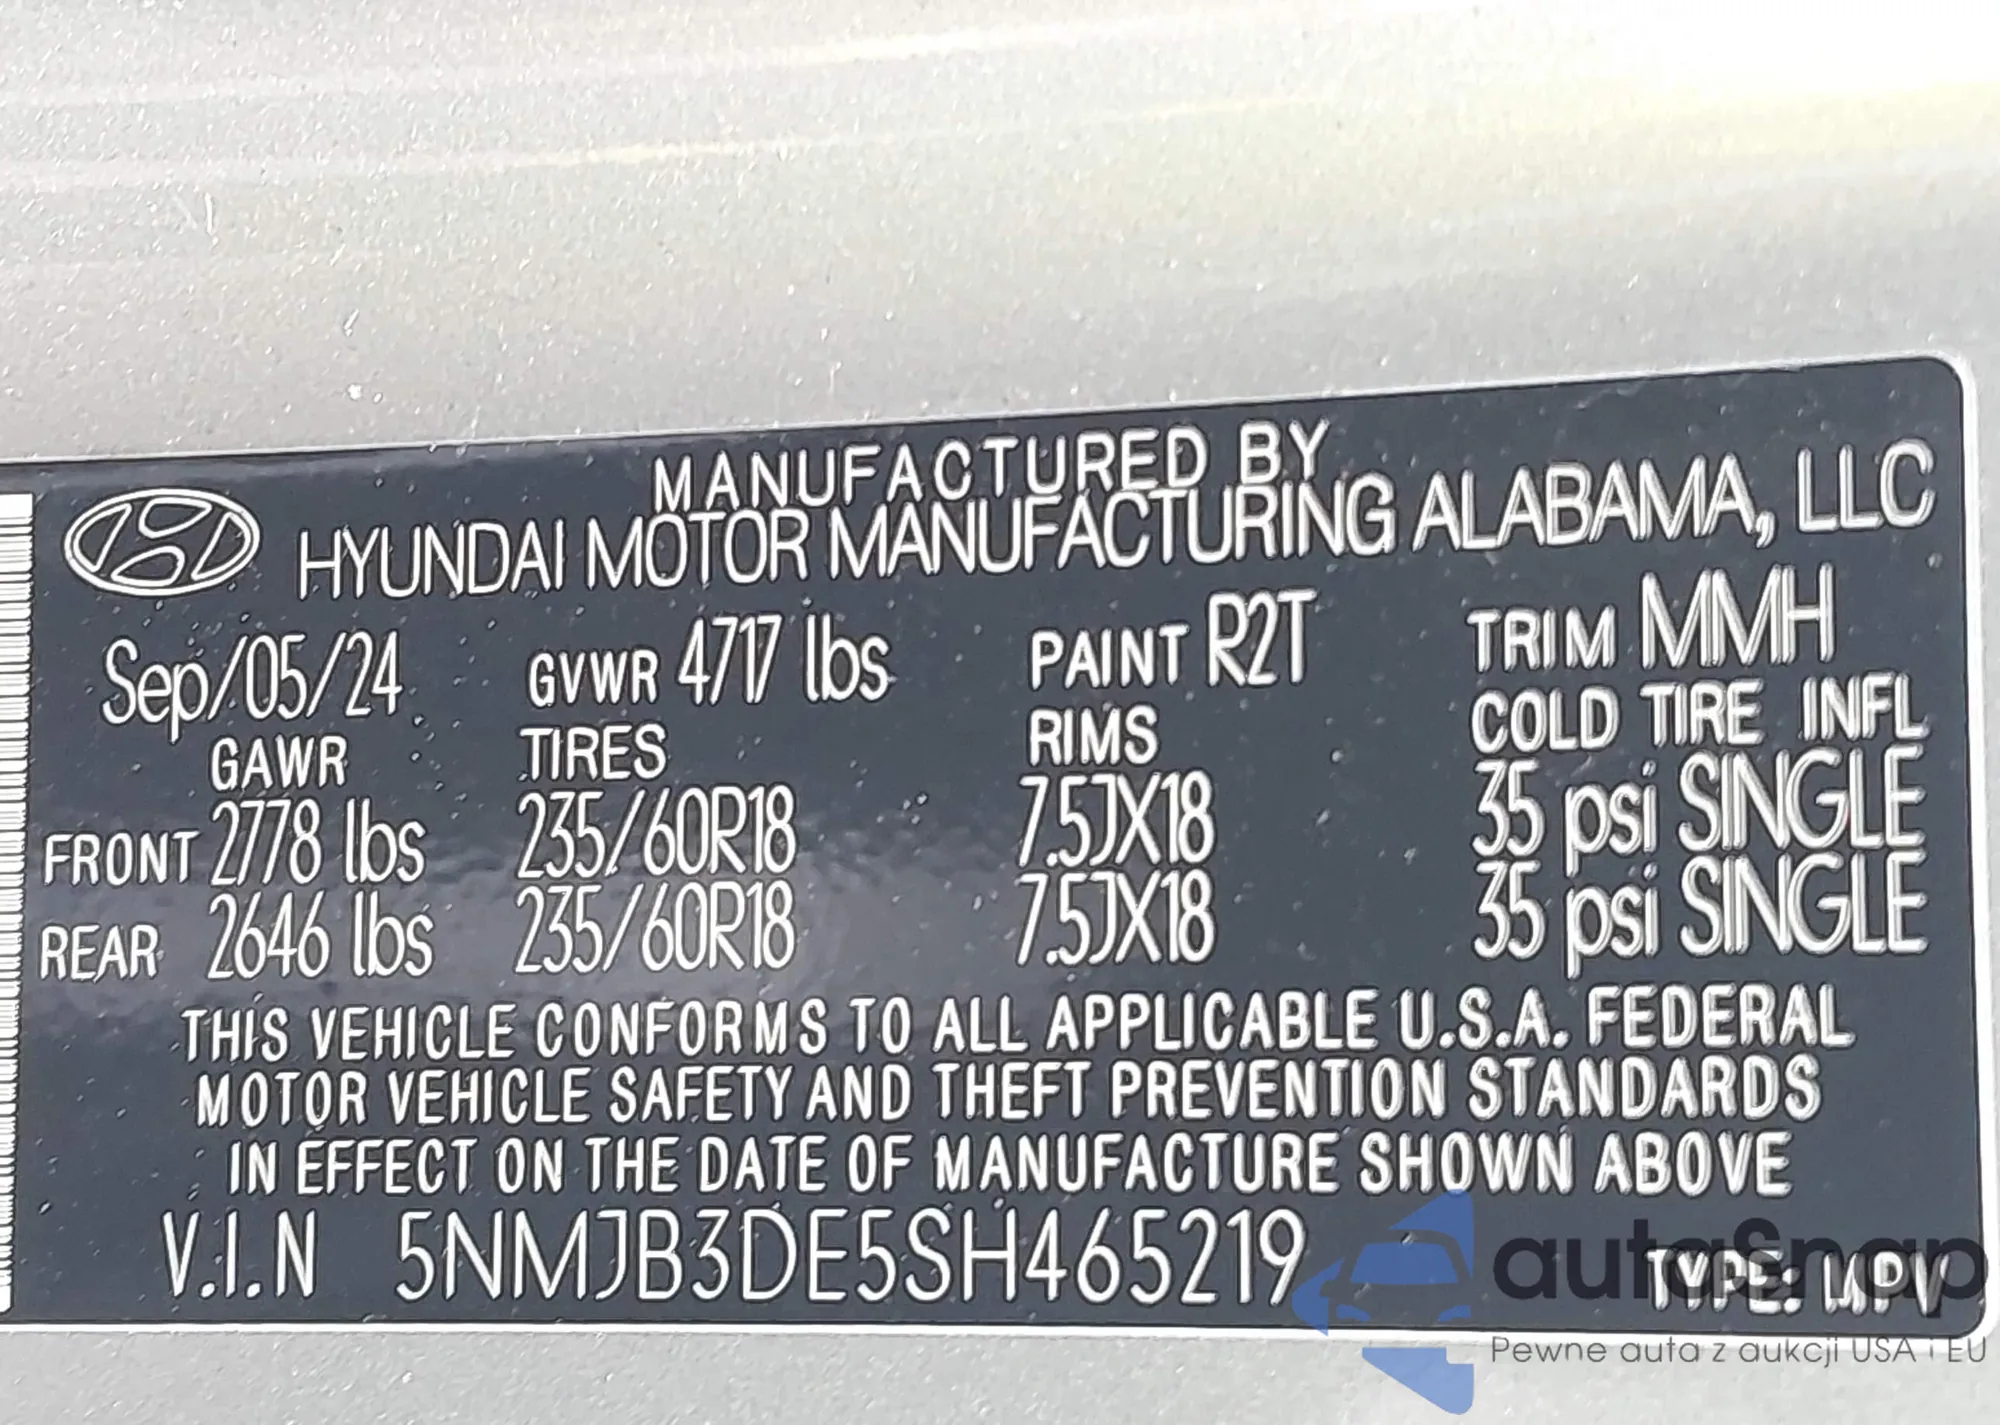 MANUFACTURED BY
HYUNDAI MOTOR MANUFACTURING ALABAMA, LLC
Sep/05/24 GVWR 4717 lbs PAINT R2T TRIM MMH
GAWR TIRES RIMS COLD TIRE INFL
FRONT 2778 lbs 235/60R18 7.5JX18 35 psi SINGLE
REAR 2646 lbs 235/60R18 7.5JX18 35 psi SINGLE
THIS VEHICLE CONFORMS TO ALL APPLICABLE U.S.A. FEDERAL
MOTOR VEHICLE SAFETY AND THEFT PREVENTION STANDARDS
IN EFFECT ON THE DATE OF MANUFACTURE SHOWN ABOVE
V.I.N 5NMJB3DE5SH465219 TYPE: MPV
autasnap
Pewne auta z aukcji USA i EU